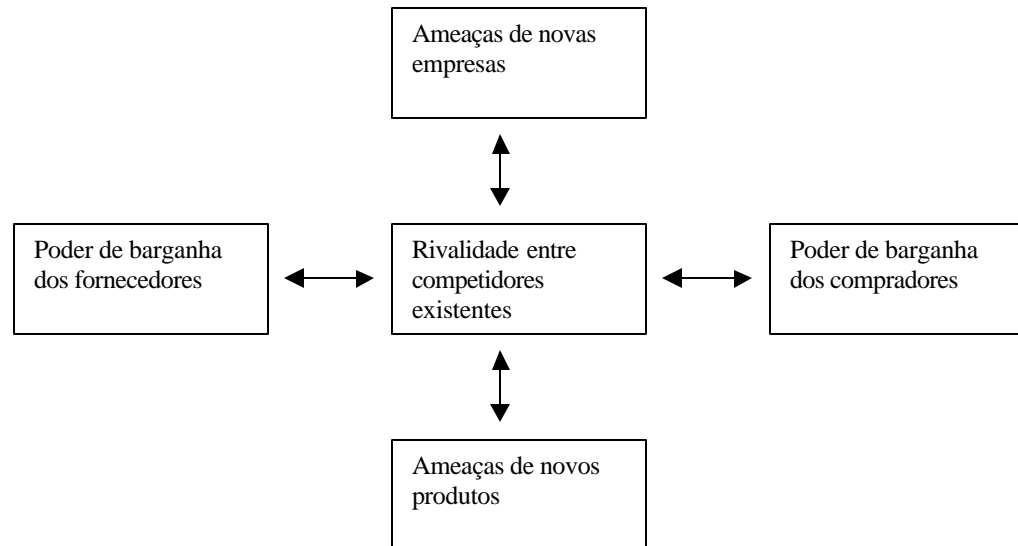 Ameaças de novas
empresas
Poder de barganha
dos fornecedores
Rivalidade entre
competidores
existentes
Poder de barganha
dos compradores
Ameaças de novos
produtos